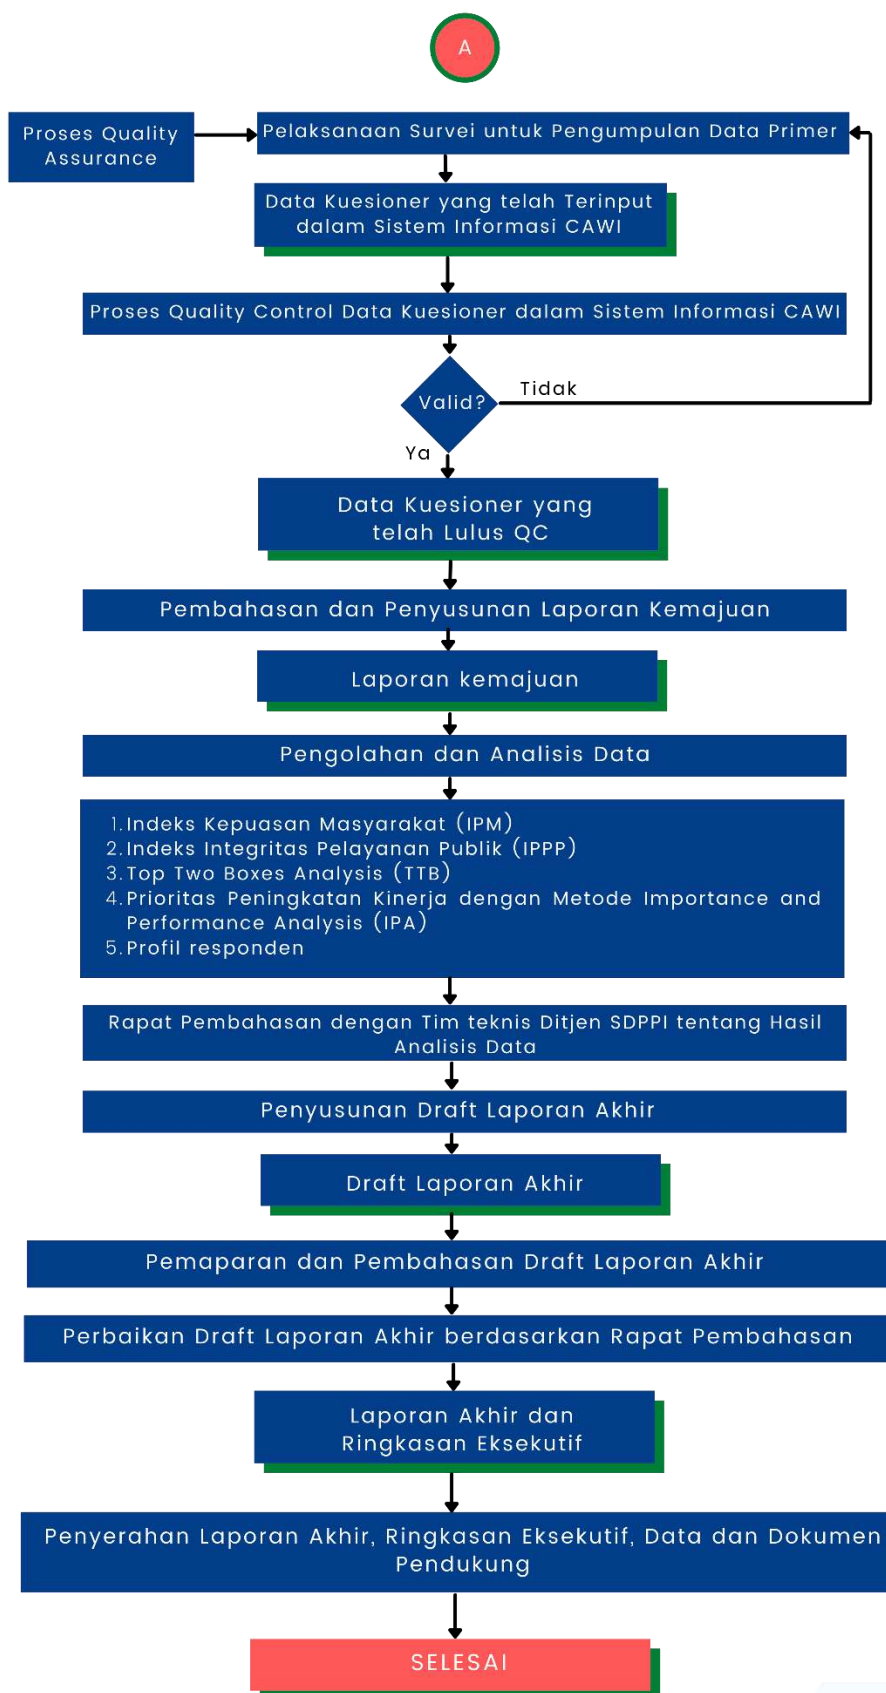 A
Proses Quality
Assurance
Pelaksanaan Survei untuk Pengumpulan Data Primer
Data Kuesioner yang telah Terinput
dalam Sistem Informasi CAWI
Proses Quality Control Data Kuesioner dalam Sistem Informasi CAWI
Valid?
Tidak
Ya
Data Kuesioner yang
telah Lulus QC
Pembahasan dan Penyusunan Laporan Kemajuan
Laporan kemajuan
Pengolahan dan Analisis Data
1. Indeks Kepuasan Masyarakat (IPM)
2. Indeks Integritas Pelayanan Publik (IPPP)
3. Top Two Boxes Analysis (TTB)
4. Prioritas Peningkatan Kinerja dengan Metode Importance and
Performance Analysis (IPA)
5. Profil responden
Rapat Pembahasan dengan Tim teknis Ditjen SDPPI tentang Hasil
Analisis Data
Penyusunan Draft Laporan Akhir
Draft Laporan Akhir
Pemaparan dan Pembahasan Draft Laporan Akhir
Perbaikan Draft Laporan Akhir berdasarkan Rapat Pembahasan
Laporan Akhir dan
Ringkasan Eksekutif
Penyerahan Laporan Akhir, Ringkasan Eksekutif, Data dan Dokumen
Pendukung
SELESAI